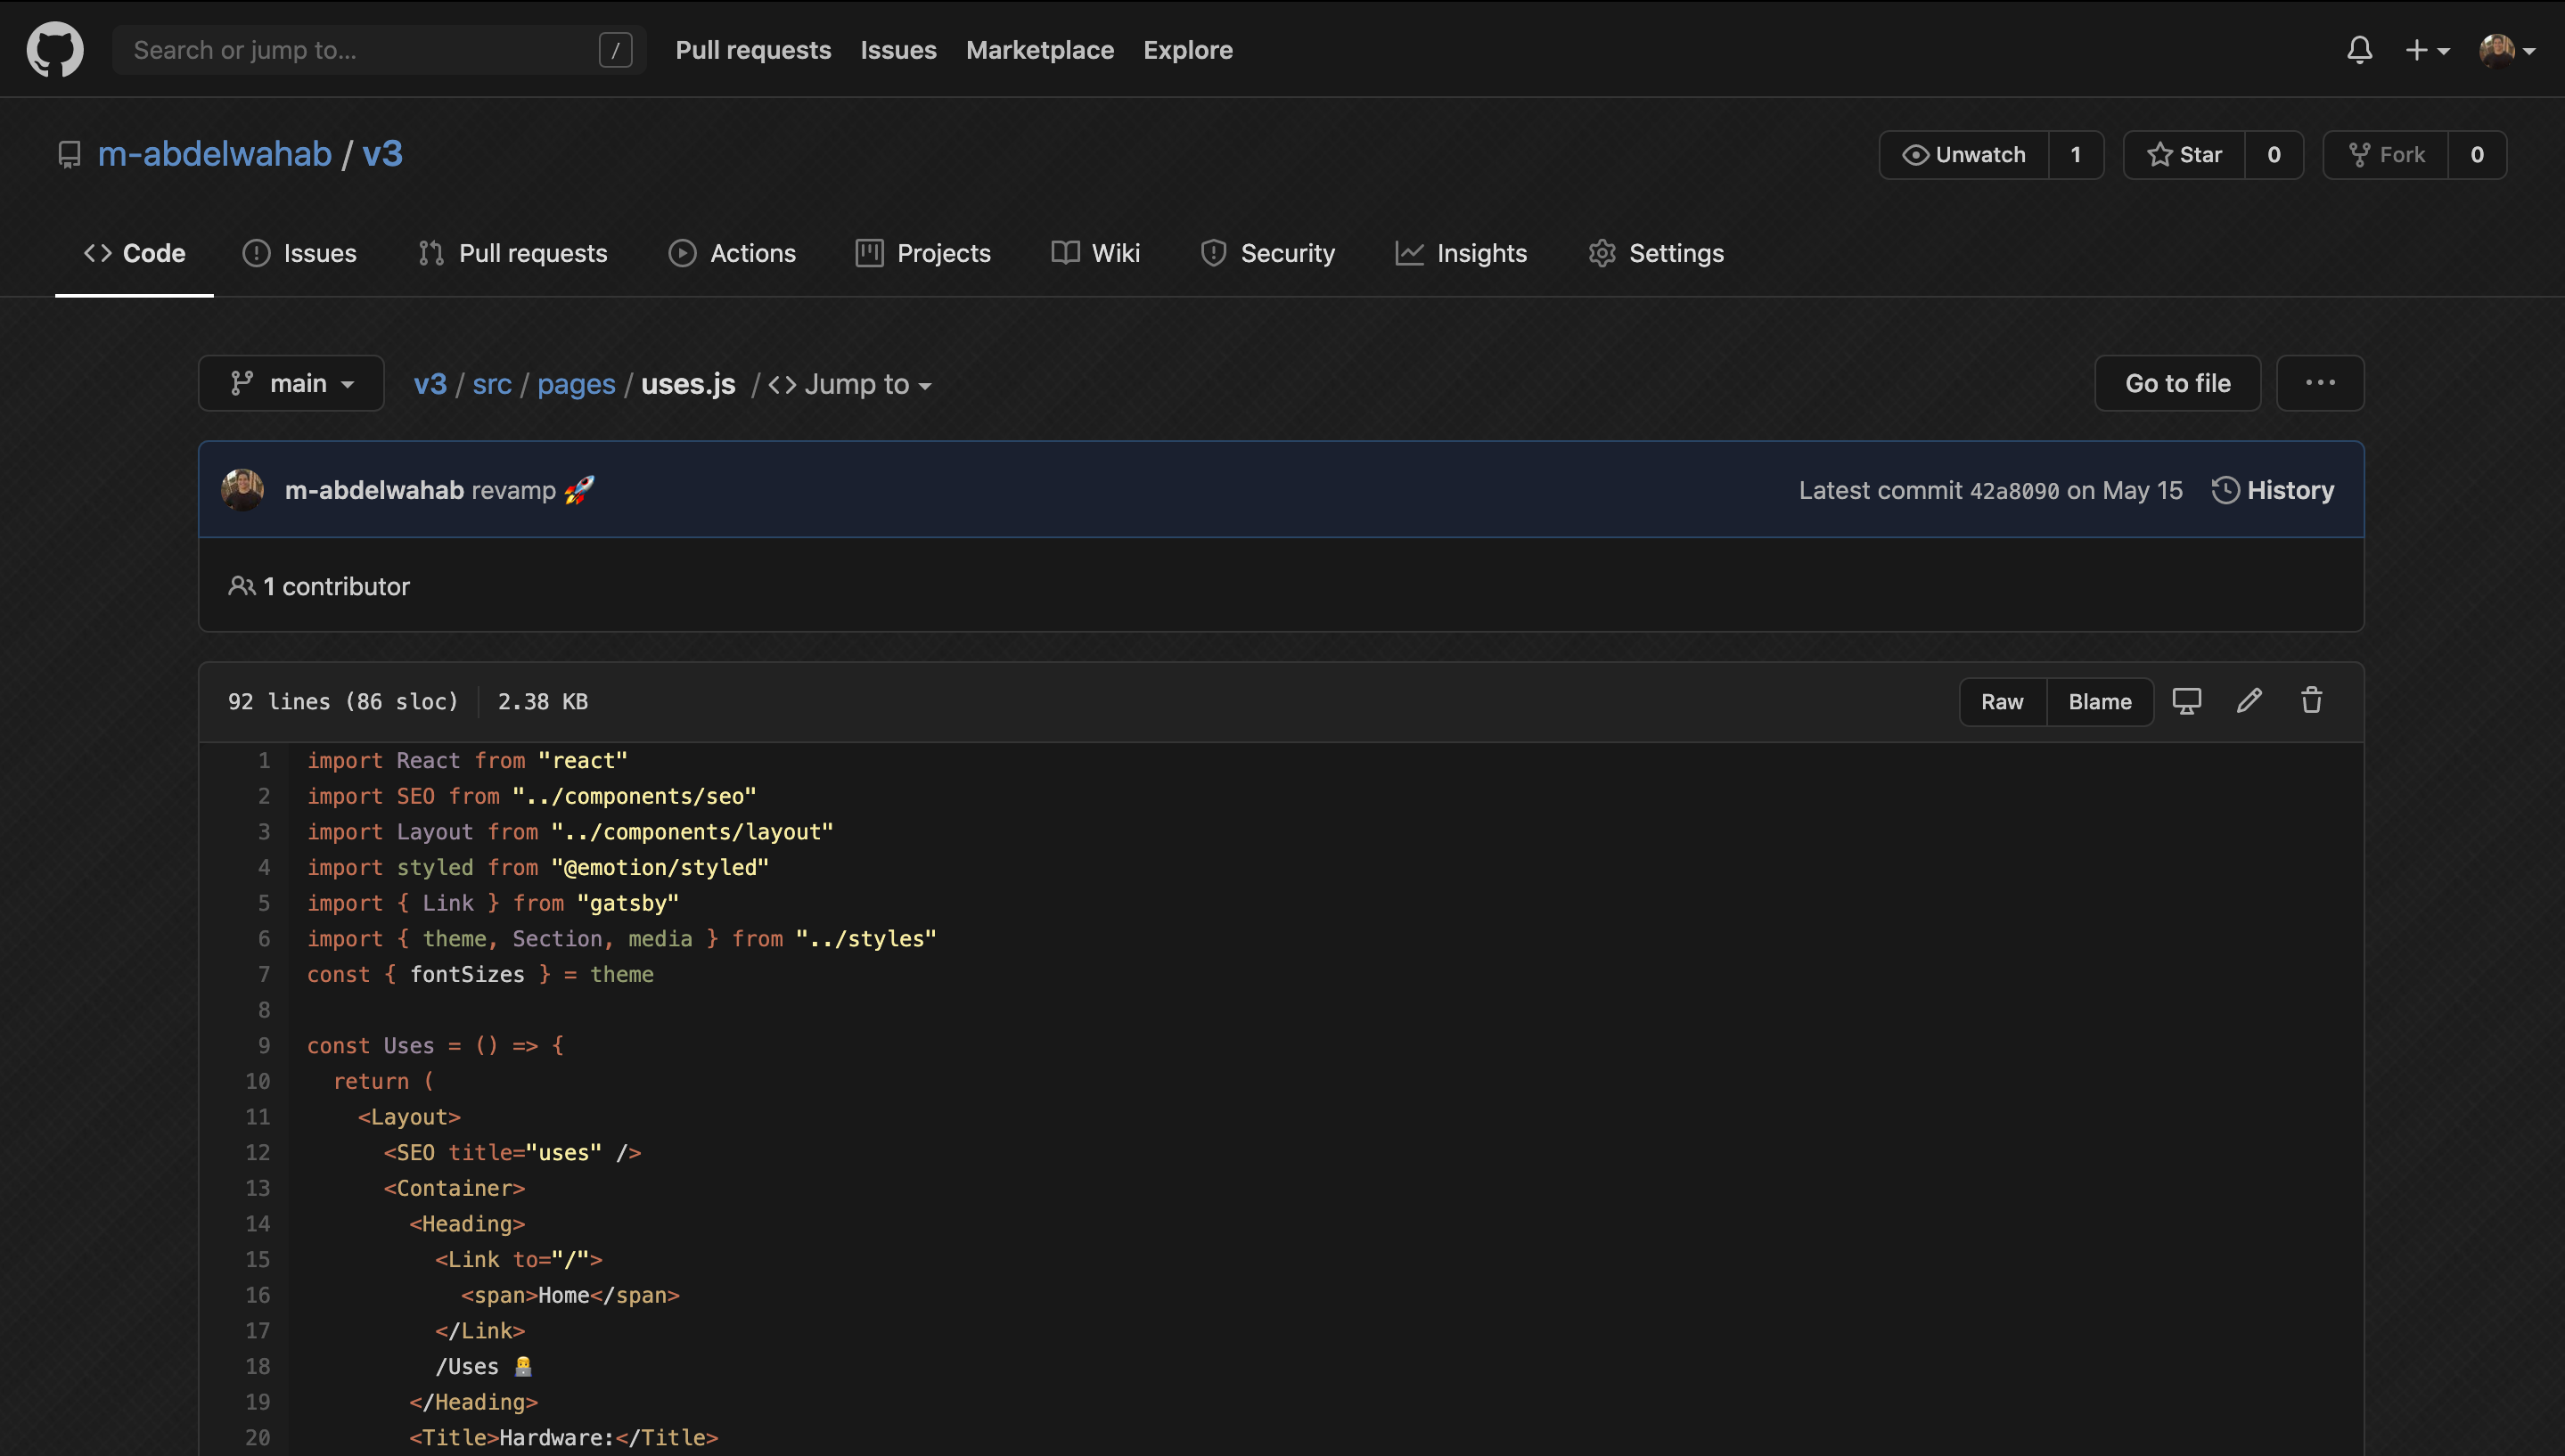 Search or jump to... / Pull requests Issues Marketplace Explore
m-abdelwahab / v3 Unwatch 1 Star 0 Fork 0
Code Issues Pull requests Actions Projects Wiki Security Insights Settings
main v3 / src / pages / uses.js / <> Jump to Go to file ...
m-abdelwahab revamp 🚀 Latest commit 42a8090 on May 15 History
1 contributor
92 lines (86 sloc) 2.38 KB Raw Blame
1 import React from "react"
2 import SEO from "../components/seo"
3 import Layout from "../components/layout"
4 import styled from "@emotion/styled"
5 import { Link } from "gatsby"
6 import { theme, Section, media } from "../styles"
7 const { fontSizes } = theme
8
9 const Uses = () => {
10   return (
11     <Layout>
12       <SEO title="uses" />
13       <Container>
14         <Heading>
15           <Link to="/">
16             <span>Home</span>
17           </Link>
18           /Uses 👨‍💻
19         </Heading>
20         <Title>Hardware:</Title>